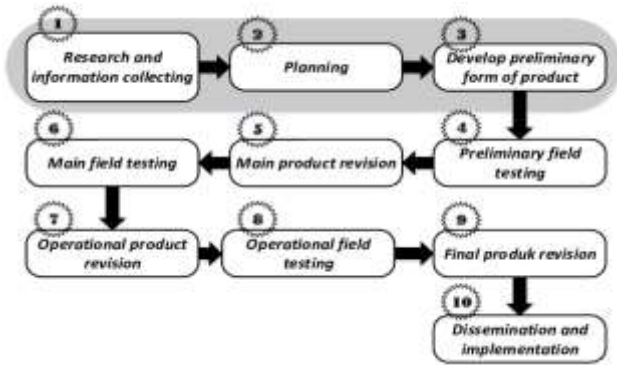 1
Research and
information collecting
2
Planning
3
Develop preliminary
form of product
4
Preliminary field
testing
5
Main product revision
6
Main field testing
7
Operational product
revision
8
Operational field
testing
9
Final produk revision
10
Dissemination and
implementation